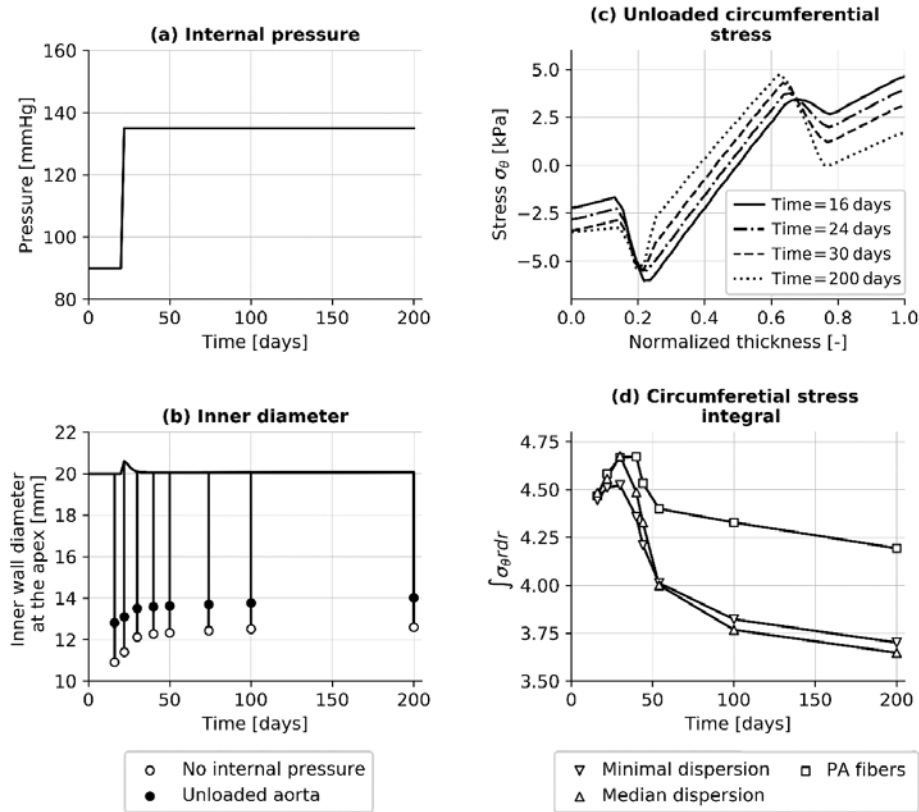 (a) Internal pressure
160
140
120
100
80
Pressure [mmHg]
0
50
100
150
200
Time [days]
(c) Unloaded circumferential
stress
5.0
2.5
0.0
−2.5
−5.0
Stress σθ [kPa]
Time = 16 days
Time = 24 days
Time = 30 days
Time = 200 days
0.0
0.2
0.4
0.6
0.8
1.0
Normalized thickness [-]
(b) Inner diameter
22
20
18
16
14
12
10
Inner wall diameter
at the apex [mm]
0
50
100
150
200
Time [days]
No internal pressure
Unloaded aorta
(d) Circumferetial stress
integral
4.75
4.50
4.25
4.00
3.75
3.50
∫σθrdr
0
50
100
150
200
Time [days]
Minimal dispersion
Median dispersion
PA fibers